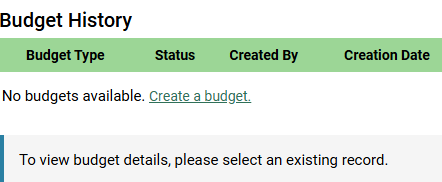 Budget History
Budget Type Status Created By Creation Date
No budgets available. Create a budget.
To view budget details, please select an existing record.